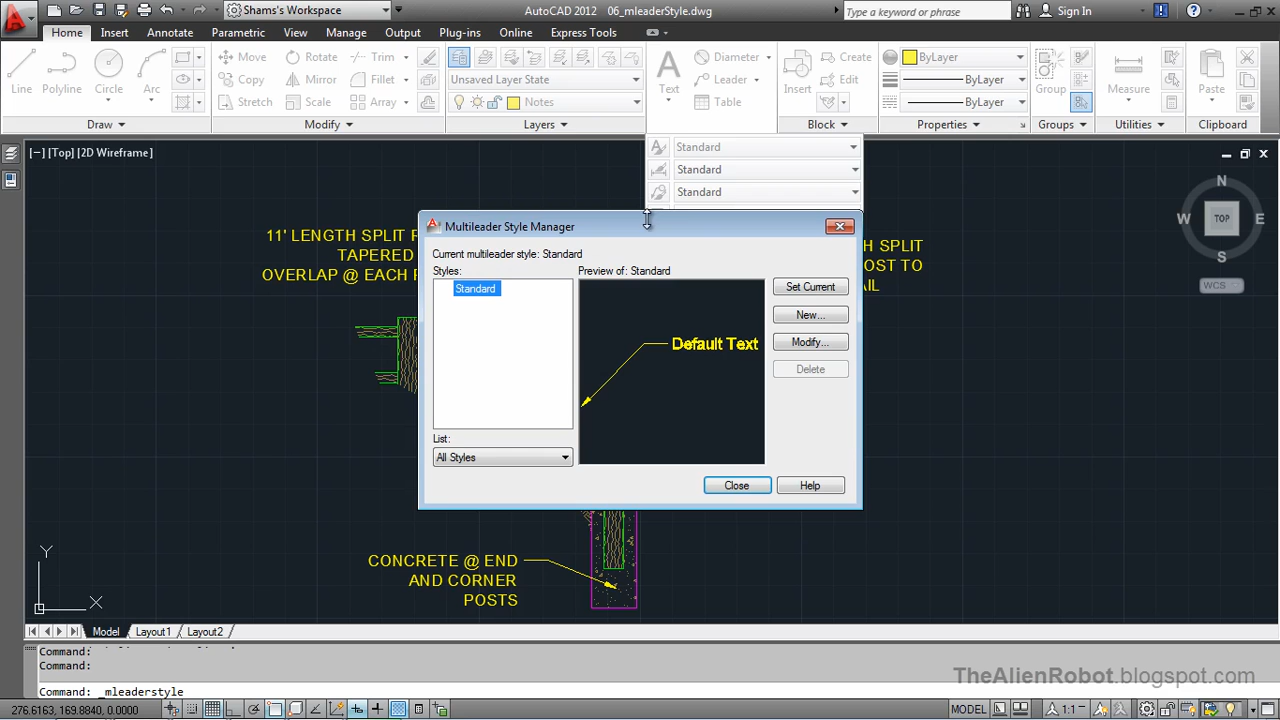 Shams's Workspace
AutoCAD 2012 06_mleaderStyle.dwg
Type a keyword or phrase
Sign In
Home Insert Annotate Parametric View Manage Output Plug-ins Online Express Tools
Line Polyline Circle Arc
Move Rotate Trim
Copy Mirror Fillet
Stretch Scale Array
Unsaved Layer State
Notes
Text
Diameter
Leader
Table
Insert
Create
Edit
ByLayer
ByLayer
ByLayer
Group
Measure
Paste
Draw Modify Layers Block Properties Groups Utilities Clipboard
Standard
Standard
Standard
[−] [Top] [2D Wireframe]
N
W TOP E
S
WCS
11' LENGTH SPLIT
TAPERED
OVERLAP @ EACH
SPLIT
OST TO
AIL
Multileader Style Manager
Current multileader style: Standard
Styles:
Preview of: Standard
Standard
Default Text
Set Current
New...
Modify...
Delete
List:
All Styles
Close
Help
CONCRETE @ END
AND CORNER
POSTS
Y
X
Model Layout1 Layout2
Command:
Command:
Command: _mleaderstyle
TheAlienRobot.blogspot.com
276.6163, 169.8840, 0.0000
MODEL
1:1